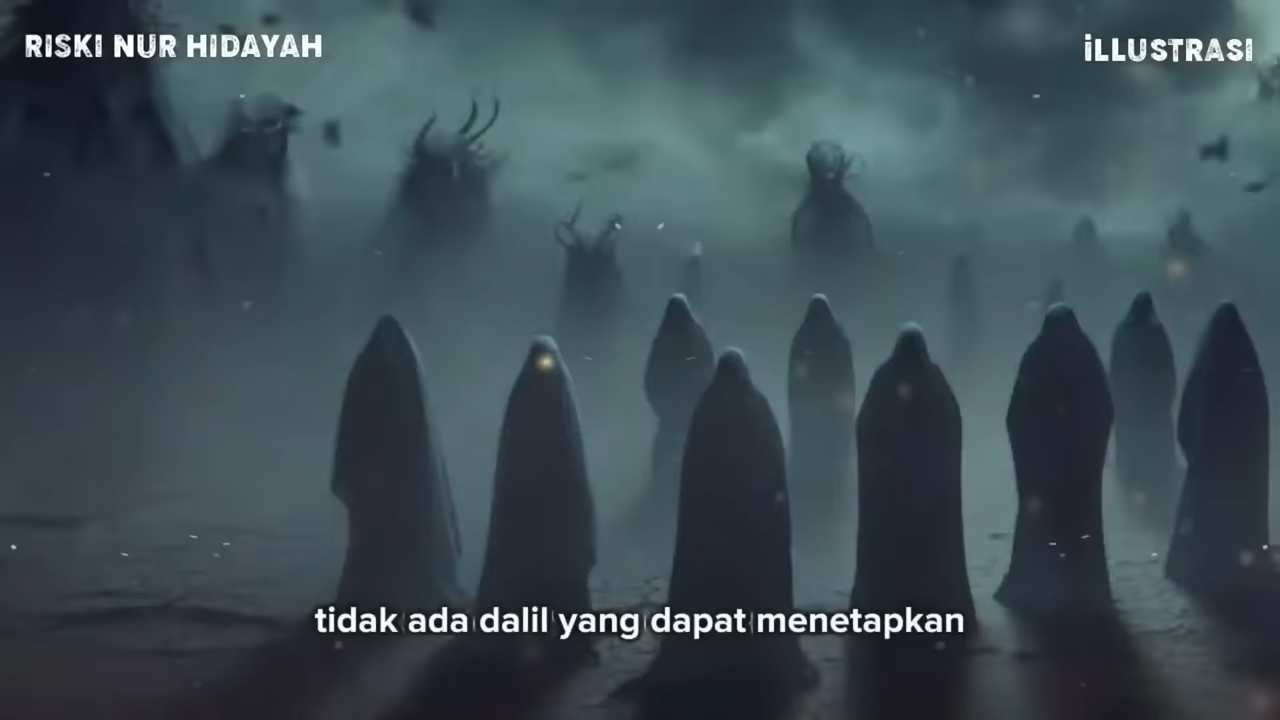 RISKI NUR HIDAYAH
iLLUSTRASI
tidak ada dalil yang dapat menetapkan